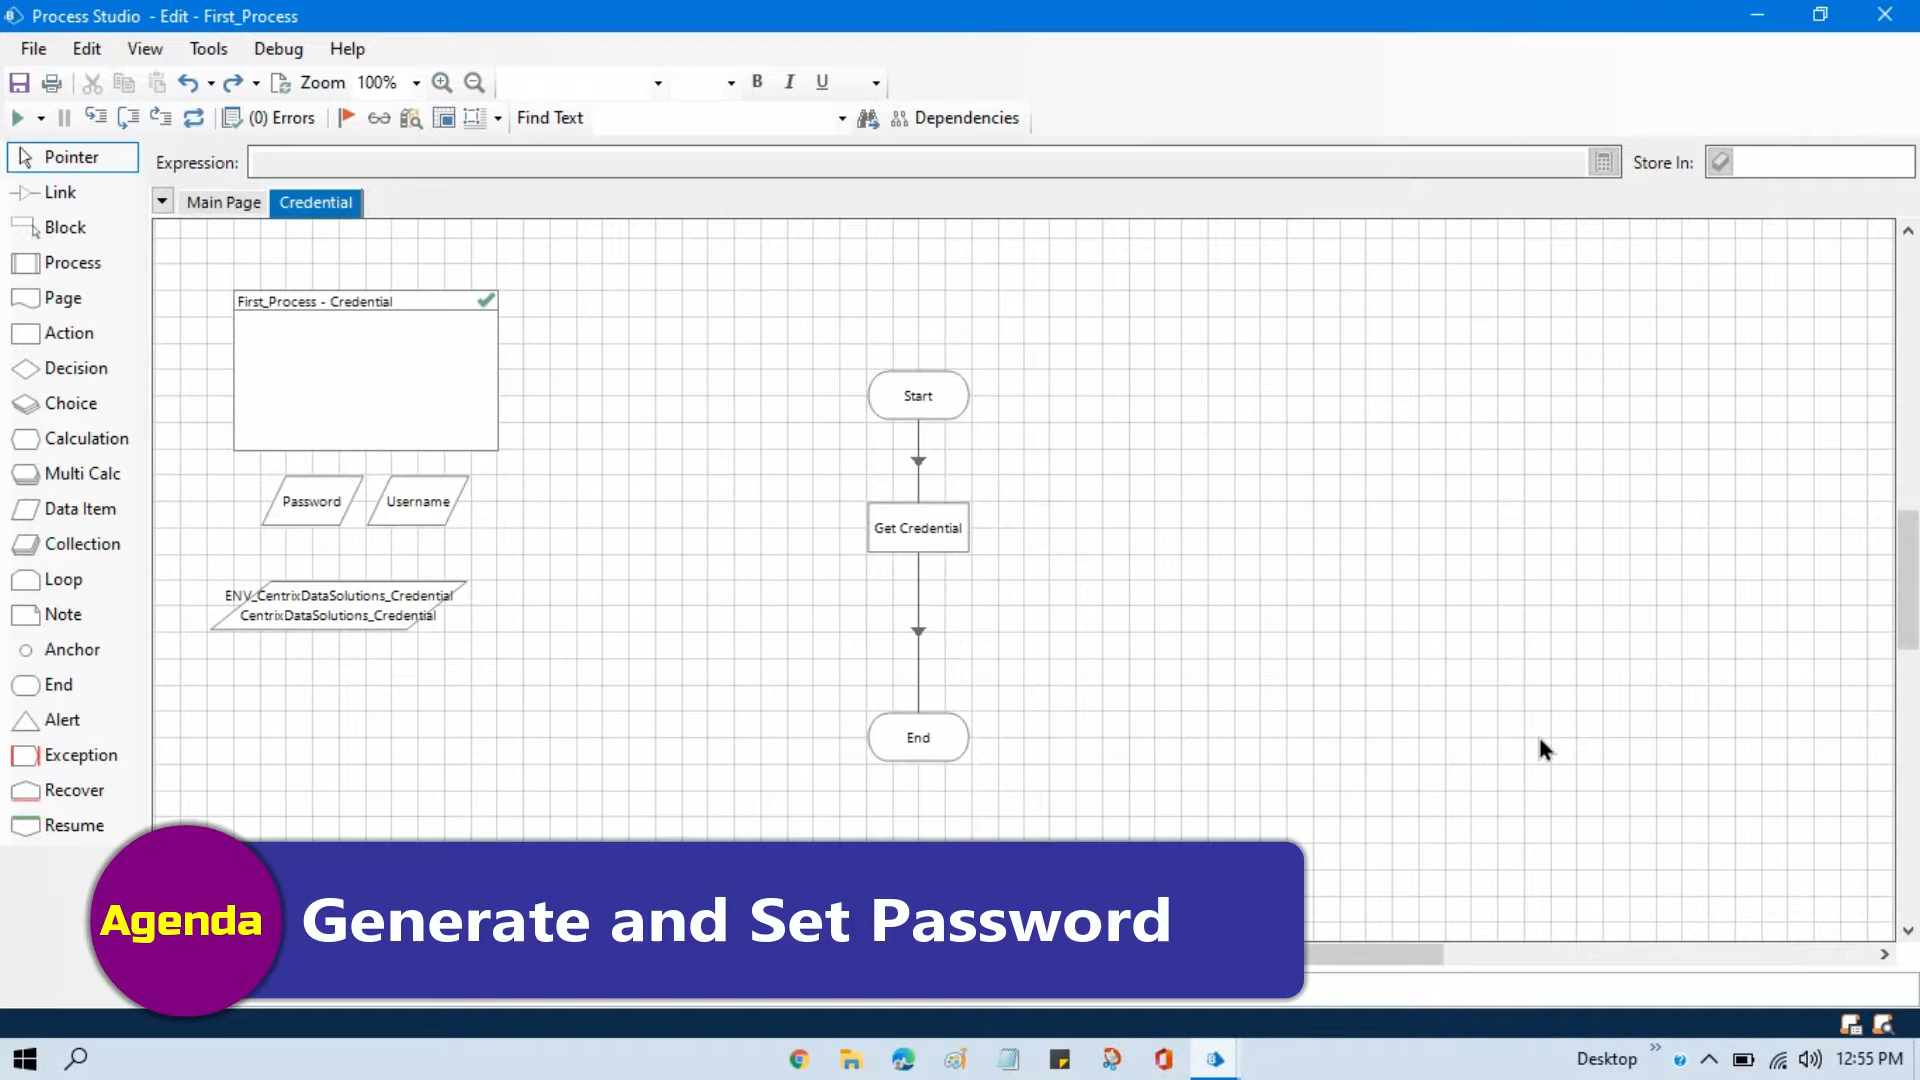 Process Studio - Edit - First_Process
File Edit View Tools Debug Help
Zoom 100% B I U
(0) Errors Find Text Dependencies
Pointer
Expression: Store In:
Link
Main Page Credential
Block
Process
Page
Action
Decision
Choice
Calculation
Multi Calc
Data Item
Collection
Loop
Note
Anchor
End
Alert
Exception
Recover
Resume
First_Process - Credential
Password Username
ENV_CentrixDataSolutions_Credential
CentrixDataSolutions_Credential
Start
Get Credential
End
Agenda Generate and Set Password
Desktop 12:55 PM